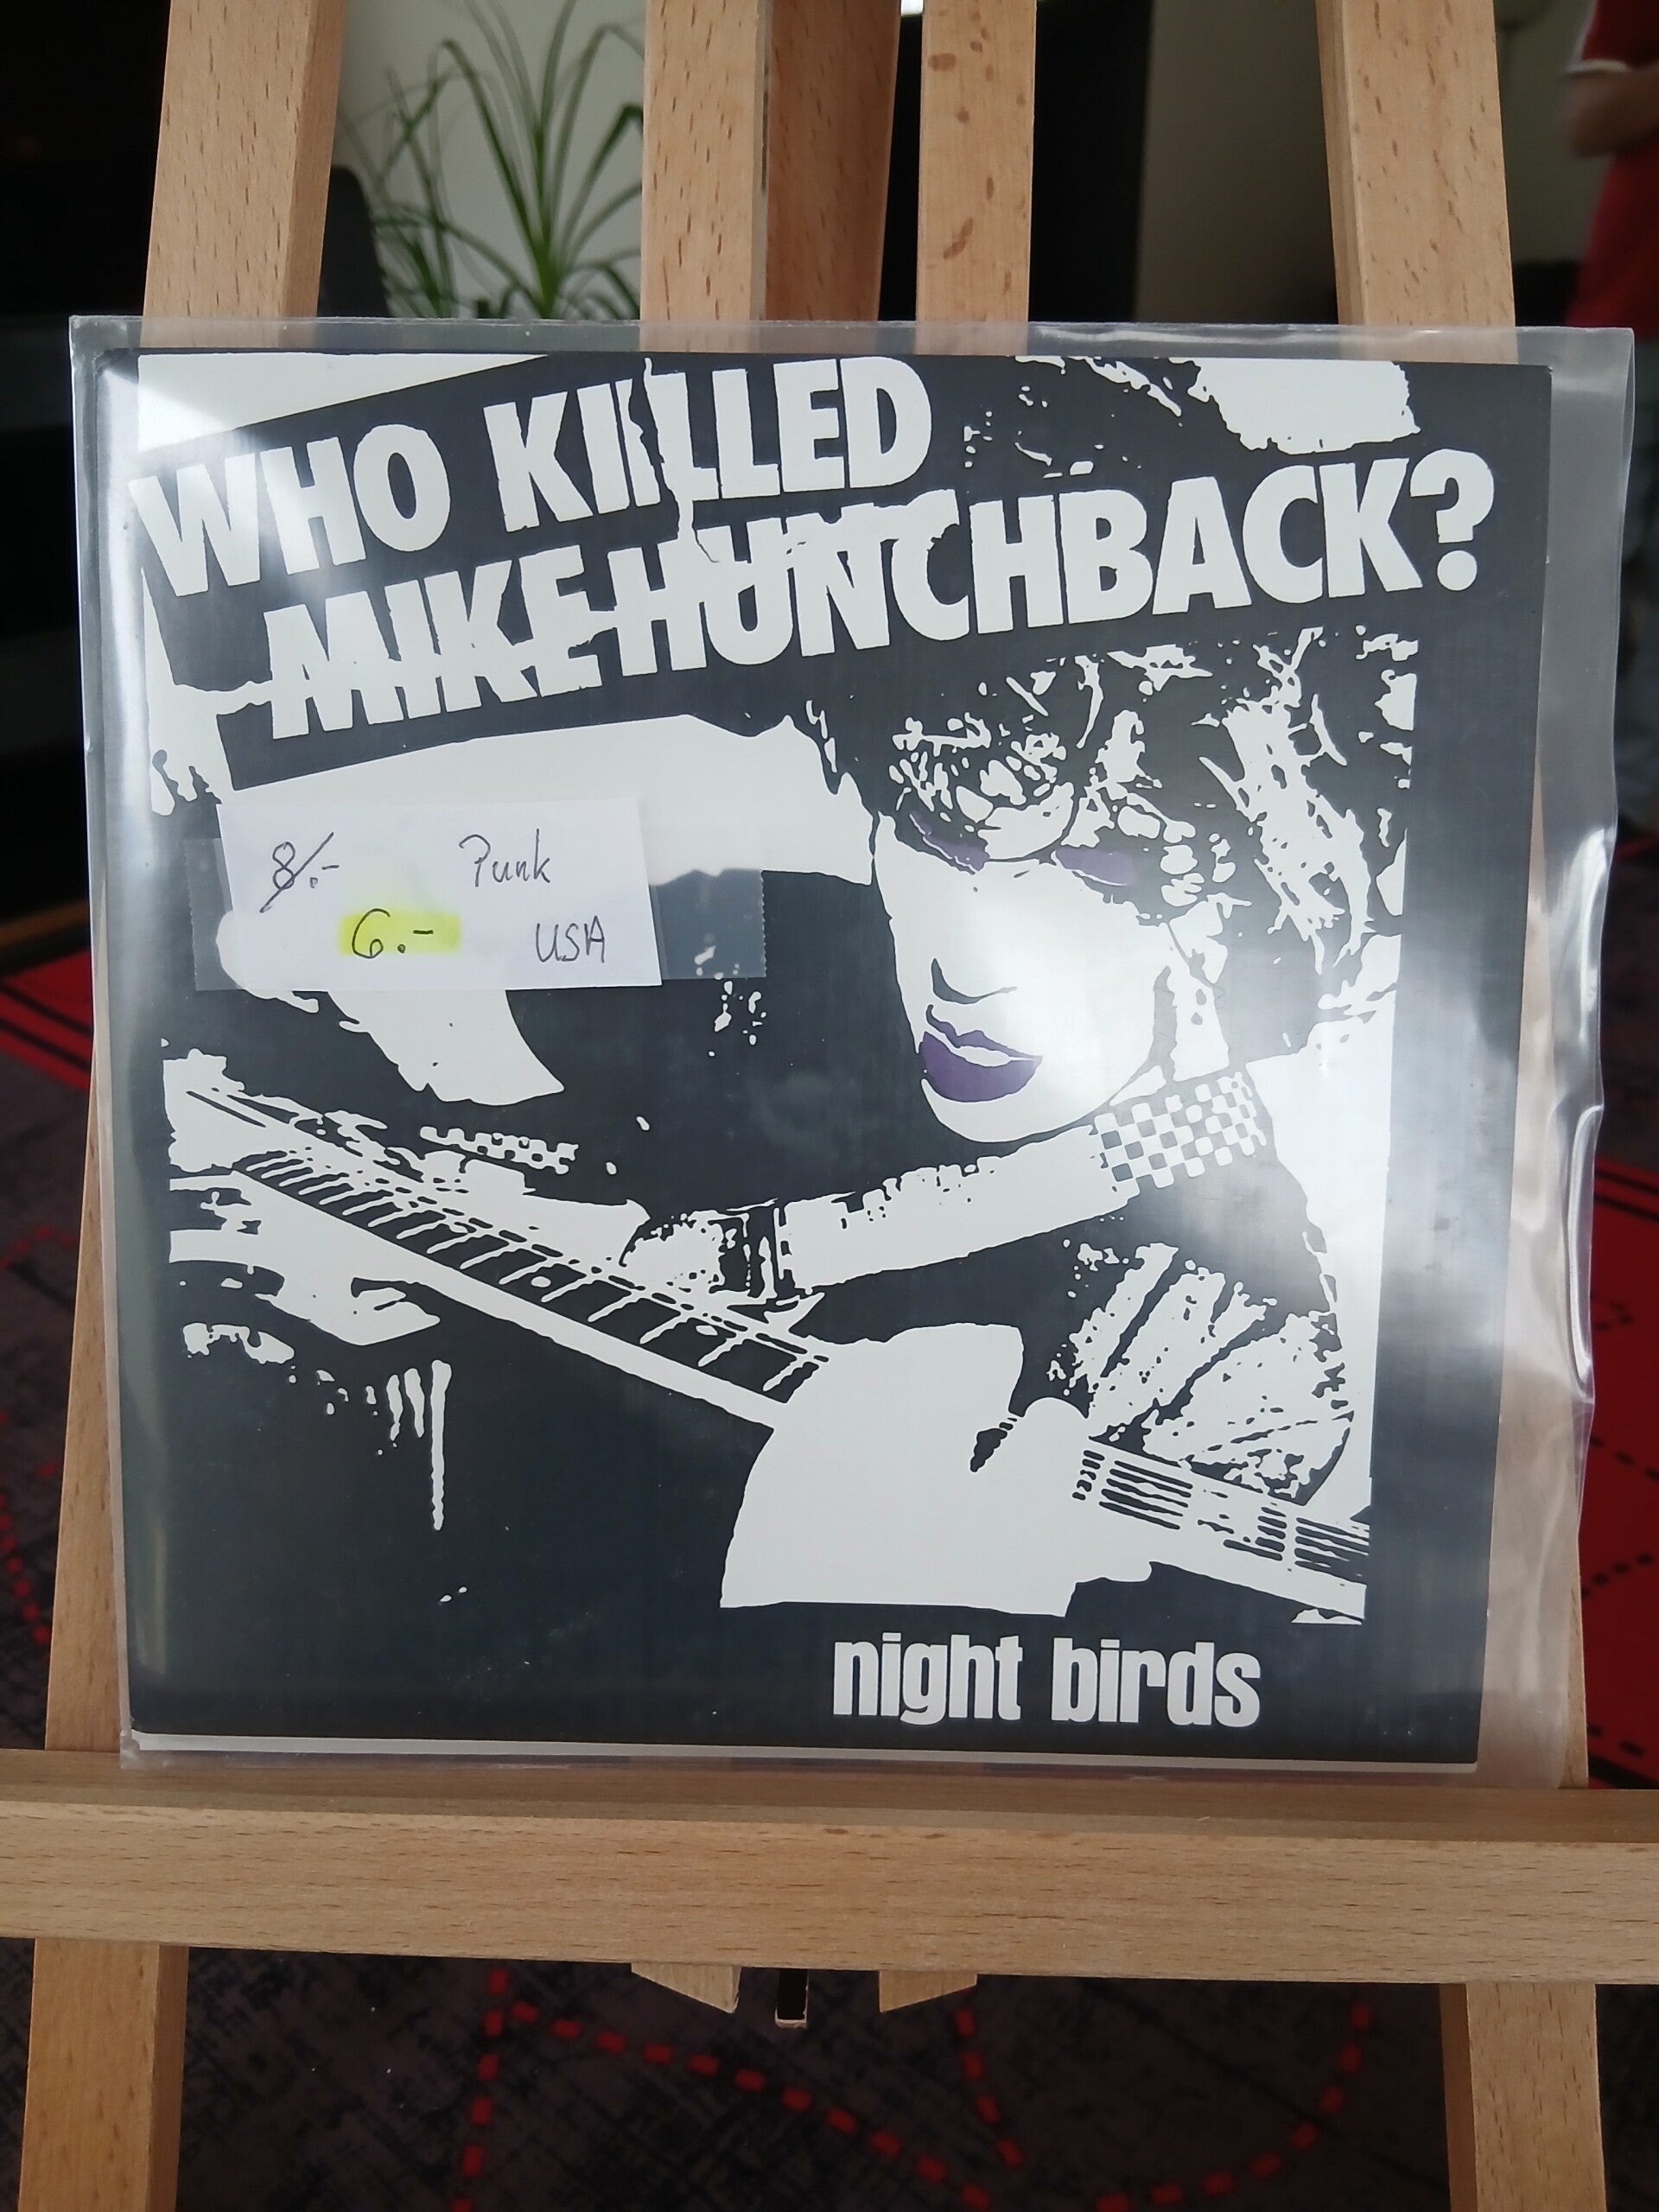 WHO KILLED
MIKE HUNCHBACK?
8.- Punk
6.- USA
night birds